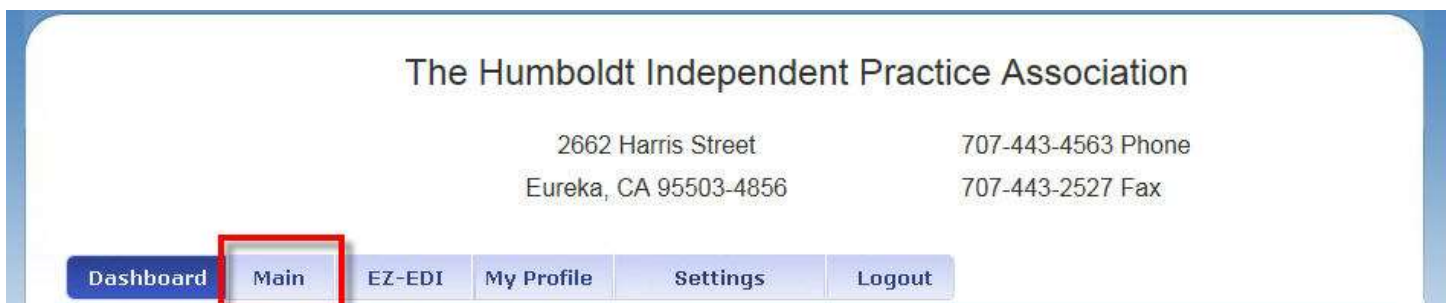 The Humboldt Independent Practice Association
2662 Harris Street 707-443-4563 Phone
Eureka, CA 95503-4856 707-443-2527 Fax
Dashboard Main EZ-EDI My Profile Settings Logout